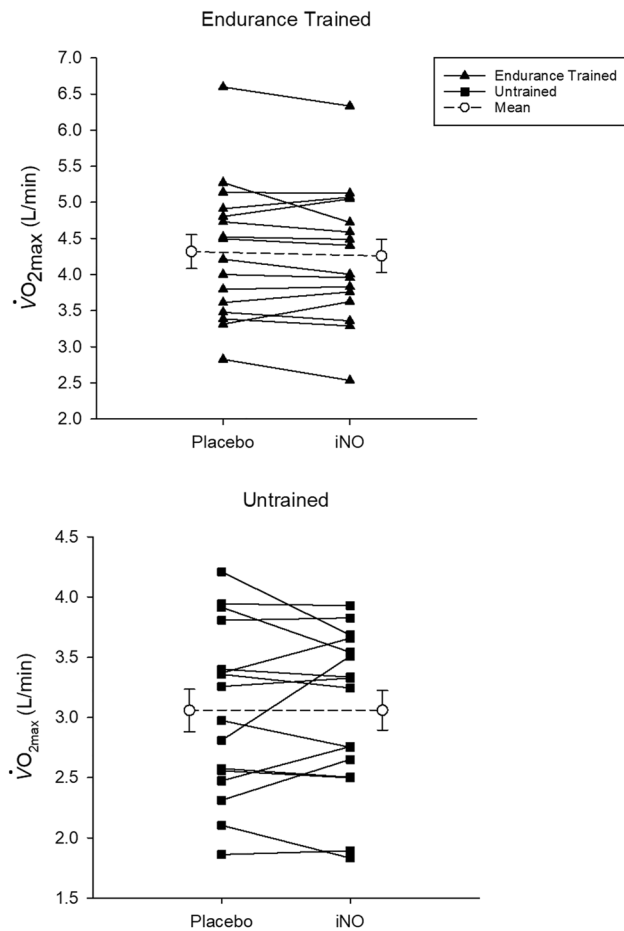 Endurance Trained
7.0
6.5
6.0
5.5
5.0
4.5
4.0
3.5
3.0
2.5
2.0
V̇O2max (L/min)
Placebo iNO
Endurance Trained
Untrained
Mean
Untrained
4.5
4.0
3.5
3.0
2.5
2.0
1.5
V̇O2max (L/min)
Placebo iNO